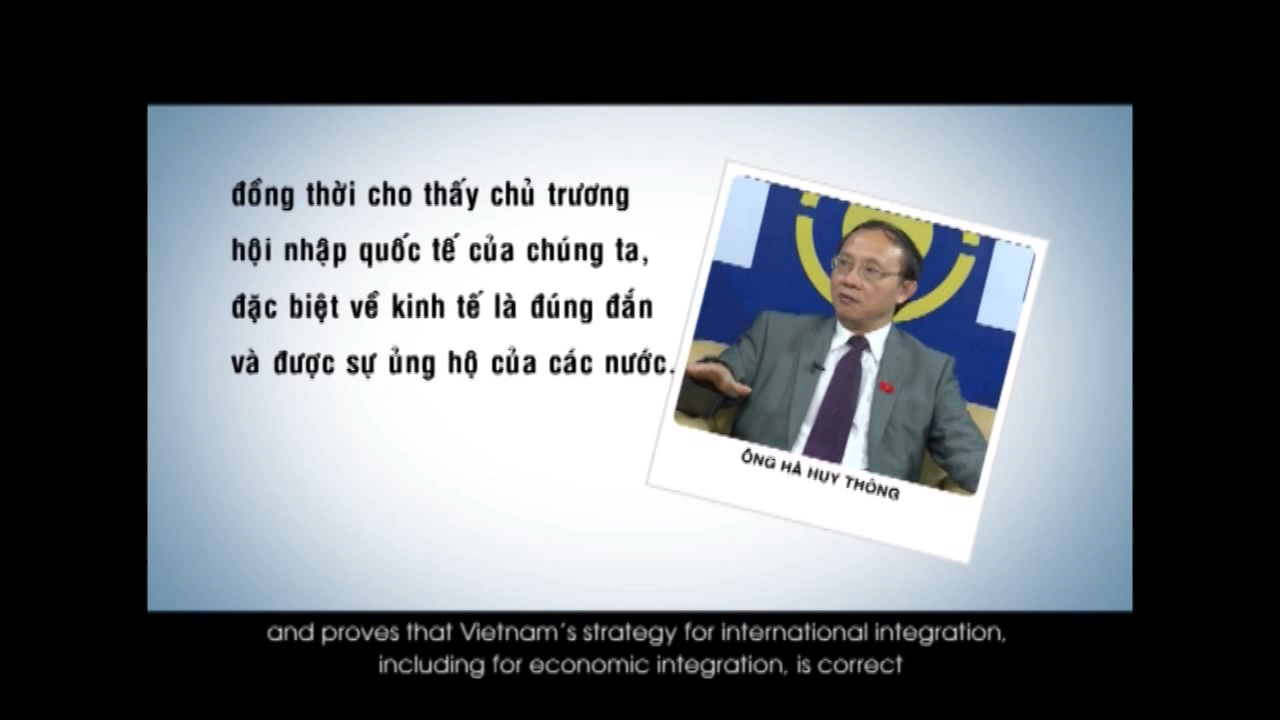 đồng thời cho thấy chủ trương
hội nhập quốc tế của chúng ta,
đặc biệt về kinh tế là đúng đắn
và được sự ủng hộ của các nước.
ÔNG HÀ HUY THÔNG
and proves that Vietnam's strategy for international integration,
including for economic integration, is correct